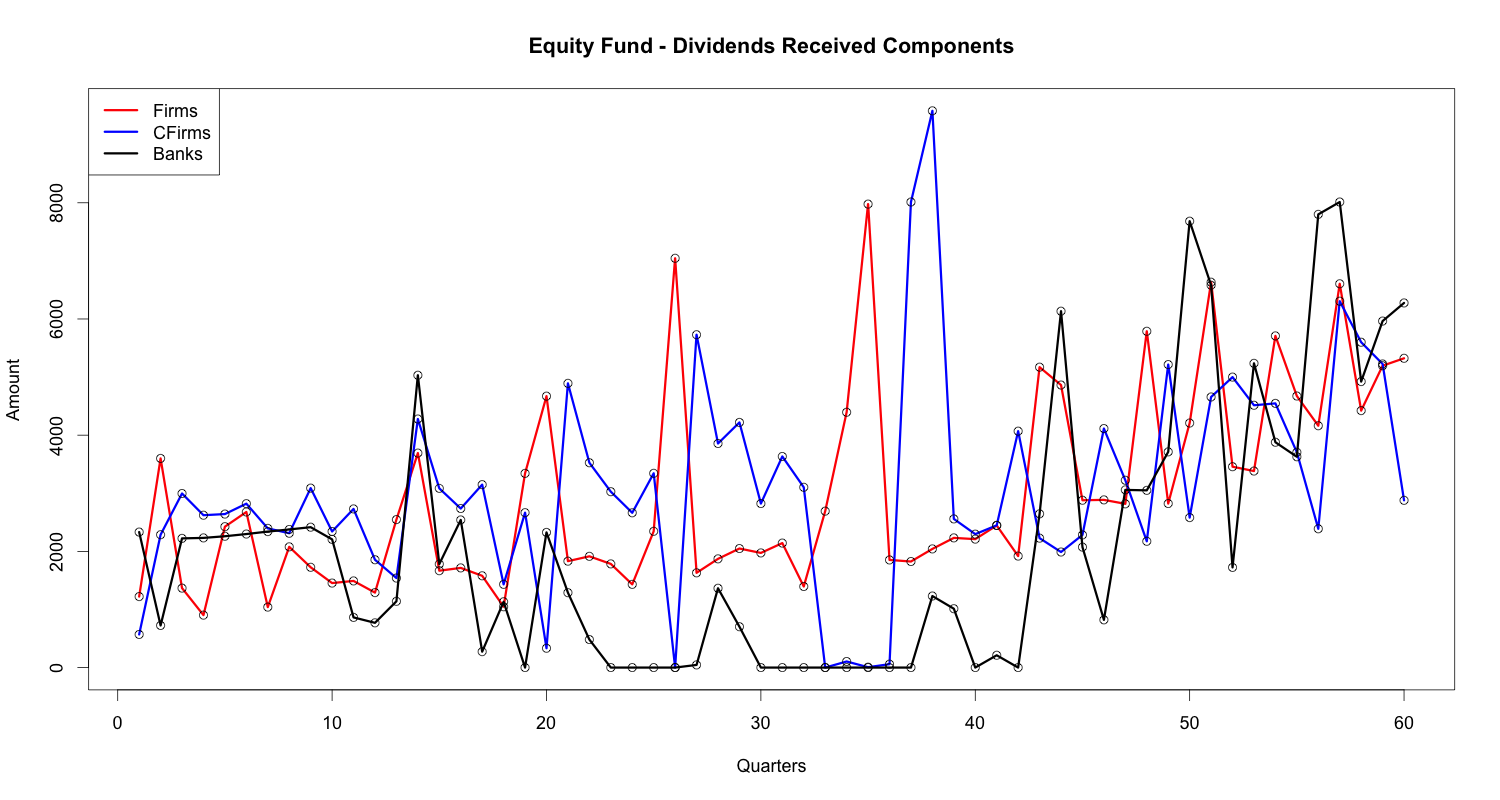 Equity Fund - Dividends Received Components
Firms
CFirms
Banks
Amount
8000
6000
4000
2000
0
0 10 20 30 40 50 60
Quarters